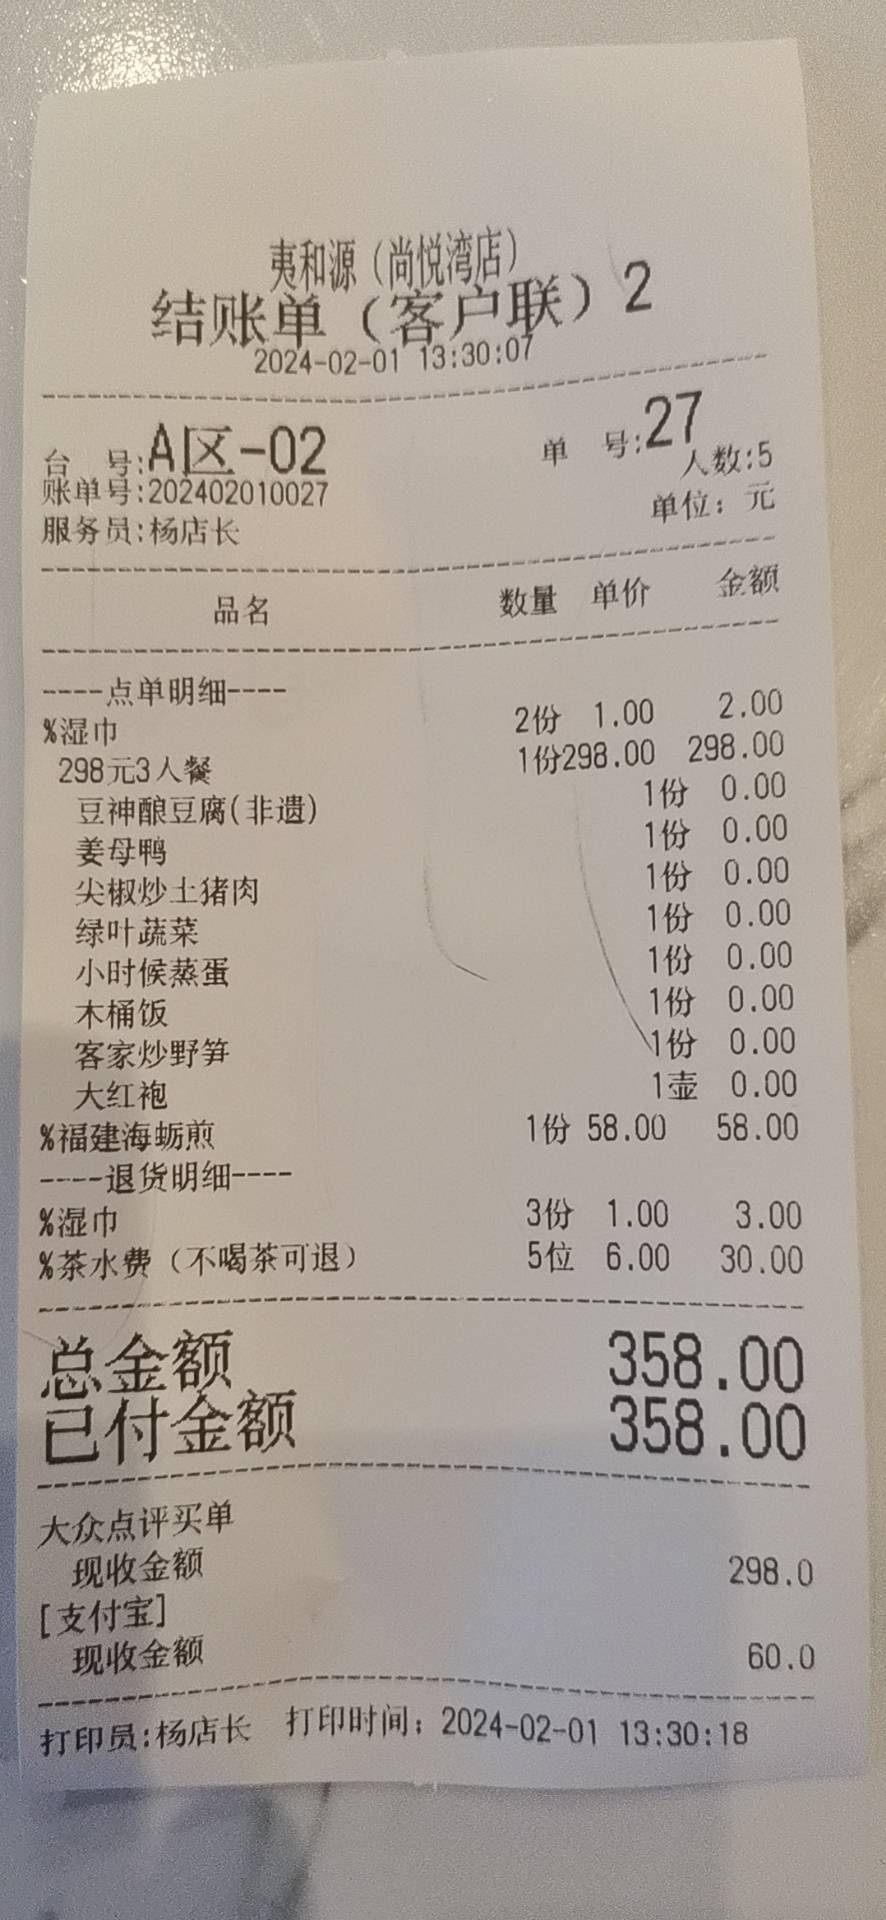 夷和源（尚悦湾店）
结账单（客户联）2
2024-02-01 13:30:07
台 号:A区-02 单 号:27
人数:5
账单号:202402010027
单位：元
服务员:杨店长
品名 数量 单价 金额
----点单明细----
%湿巾 2份 1.00 2.00
298元3人餐 1份298.00 298.00
豆神酿豆腐(非遗) 1份 0.00
姜母鸭 1份 0.00
尖椒炒土猪肉 1份 0.00
绿叶蔬菜 1份 0.00
小时候蒸蛋 1份 0.00
木桶饭 1份 0.00
客家炒野笋 1份 0.00
大红袍 1壶 0.00
%福建海蛎煎 1份 58.00 58.00
----退货明细----
%湿巾 3份 1.00 3.00
%茶水费（不喝茶可退） 5位 6.00 30.00
总金额 358.00
已付金额 358.00
大众点评买单
现收金额 298.0
[支付宝]
现收金额 60.0
打印员:杨店长 打印时间：2024-02-01 13:30:18